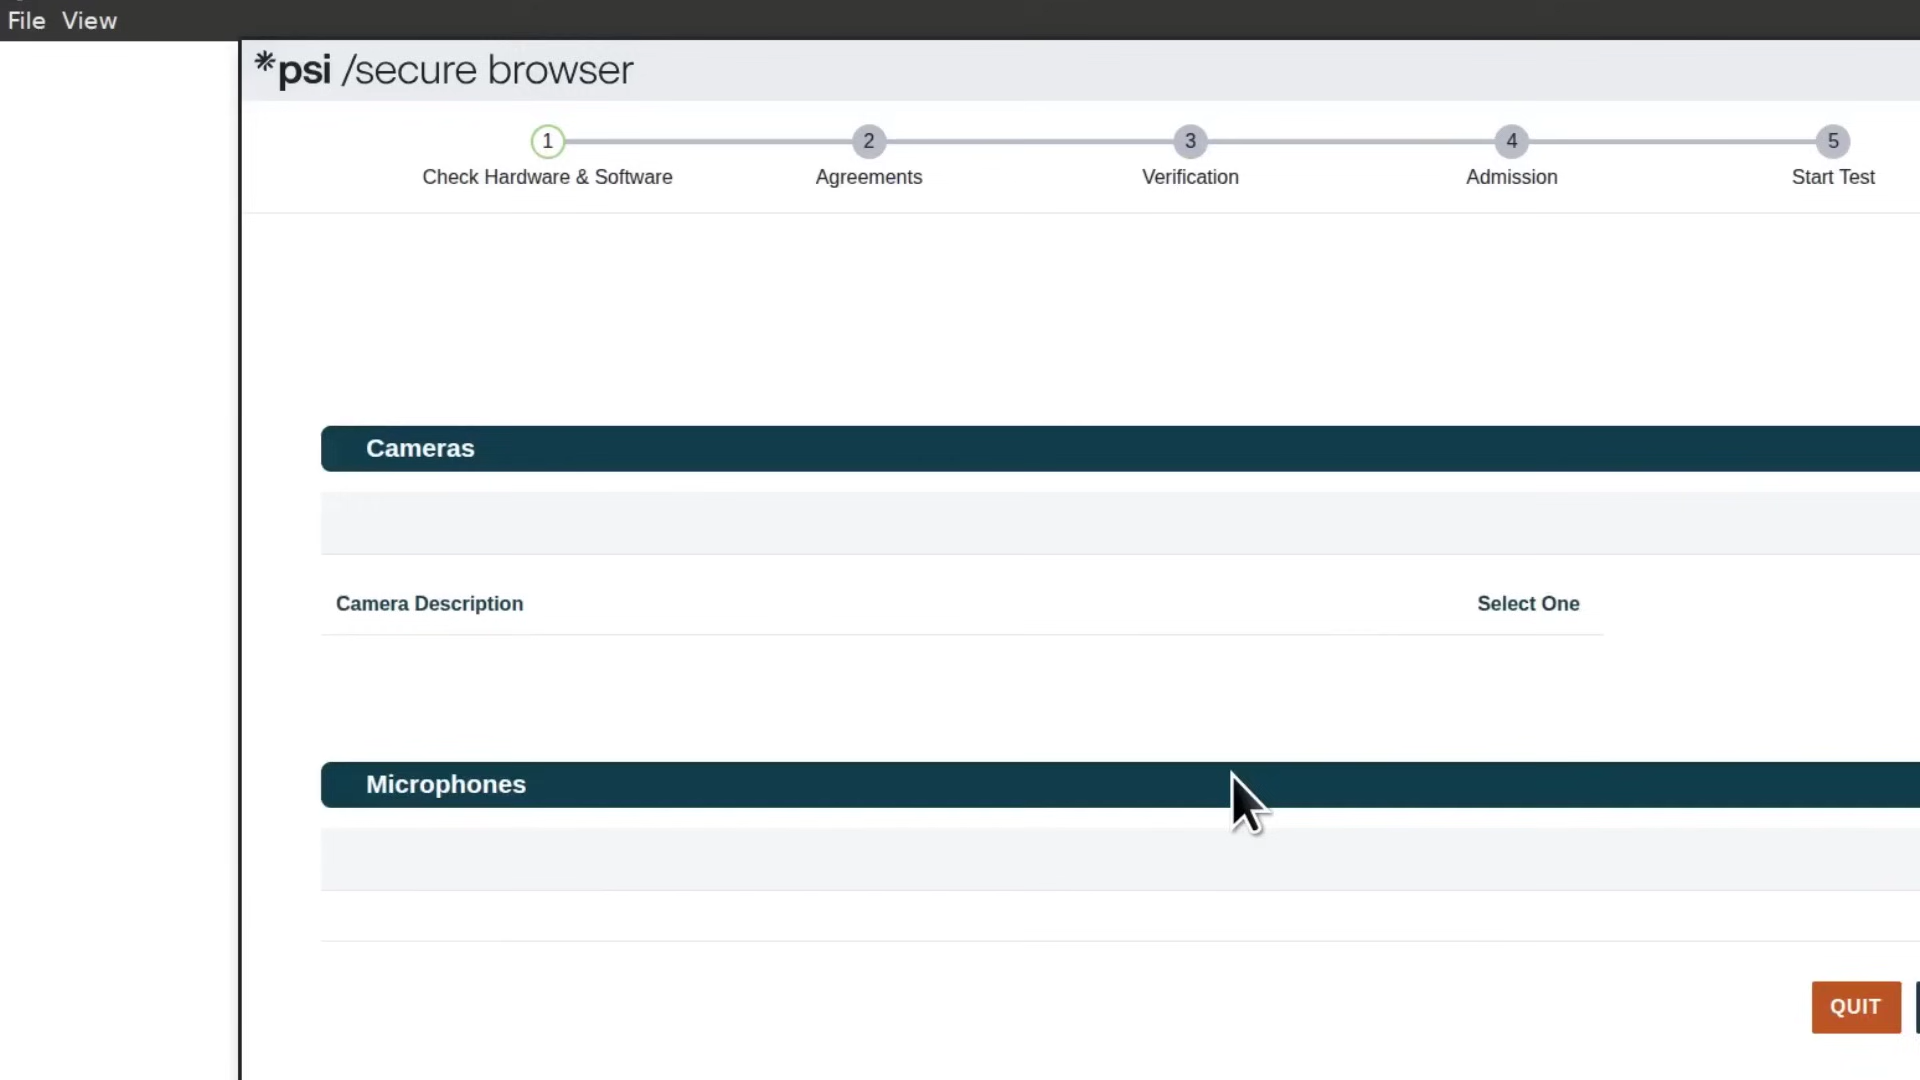 File View
*psi /secure browser
1 2 3 4 5
Check Hardware & Software Agreements Verification Admission Start Test
Cameras
Camera Description Select One
Microphones
QUIT